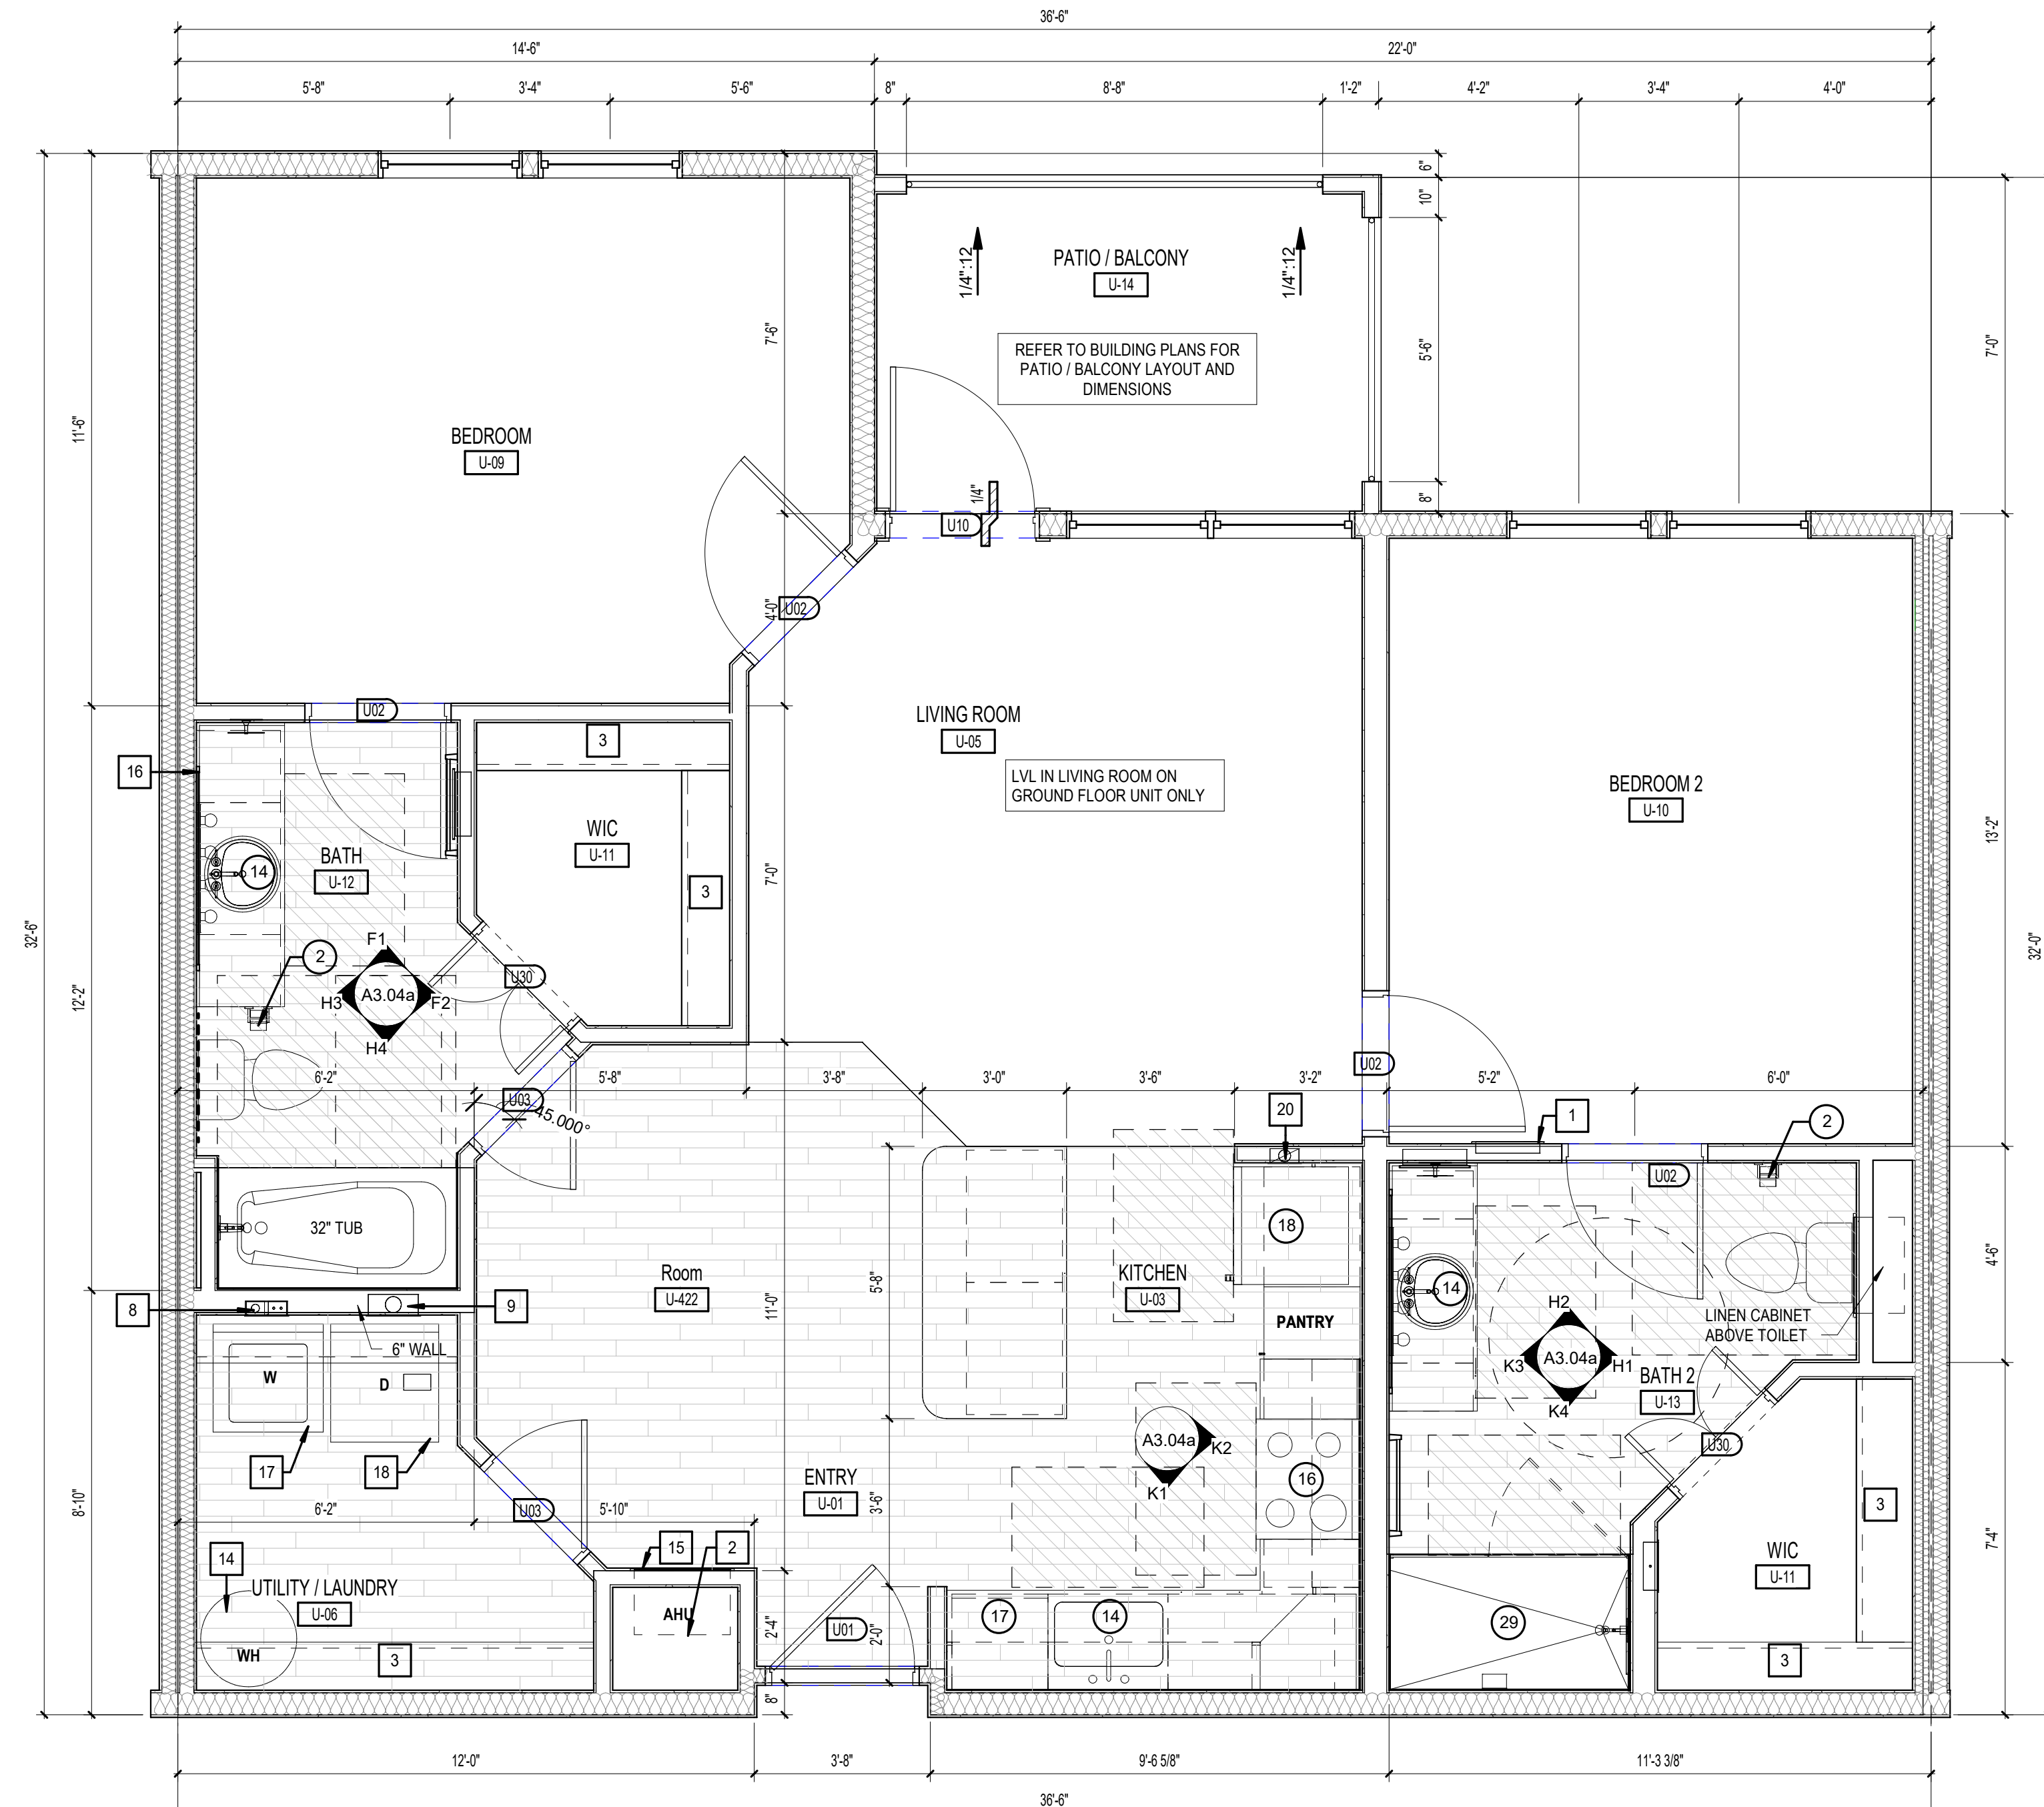 36'-6"
14'-6"
22'-0"
5'-8"
3'-4"
5'-6"
8"
8'-8"
1'-2"
4'-2"
3'-4"
4'-0"
6"
10"
5'-6"
8"
7'-0"
13'-2"
4'-6"
7'-4"
32'-0"
32'-6"
11'-6"
12'-2"
8'-10"
7'-6"
4'-0"
7'-0"
11'-0"
2'-4"
8"
PATIO / BALCONY
U-14
1/4":12
1/4":12
REFER TO BUILDING PLANS FOR
PATIO / BALCONY LAYOUT AND
DIMENSIONS
1/4"
U10
BEDROOM
U-09
U02
U02
LIVING ROOM
U-05
LVL IN LIVING ROOM ON
GROUND FLOOR UNIT ONLY
BEDROOM 2
U-10
16
3
WIC
U-11
3
BATH
U-12
14
2
F1
H3
A3.04a
F2
H4
U30
U03
45.000°
6'-2"
5'-8"
3'-8"
3'-0"
3'-6"
3'-2"
5'-2"
6'-0"
U02
20
1
2
U02
32" TUB
18
Room
U-422
5'-8"
KITCHEN
U-03
PANTRY
14
LINEN CABINET
ABOVE TOILET
H2
K3
A3.04a
H1
K4
BATH 2
U-13
U30
8
9
6" WALL
W
D
17
18
A3.04a
K2
K1
16
ENTRY
U-01
3'-6"
6'-2"
U03
5'-10"
15
2
14
UTILITY / LAUNDRY
U-06
WH
3
AHU
U01
2'-0"
17
14
29
WIC
U-11
3
3
12'-0"
3'-8"
9'-6 5/8"
11'-3 3/8"
36'-6"